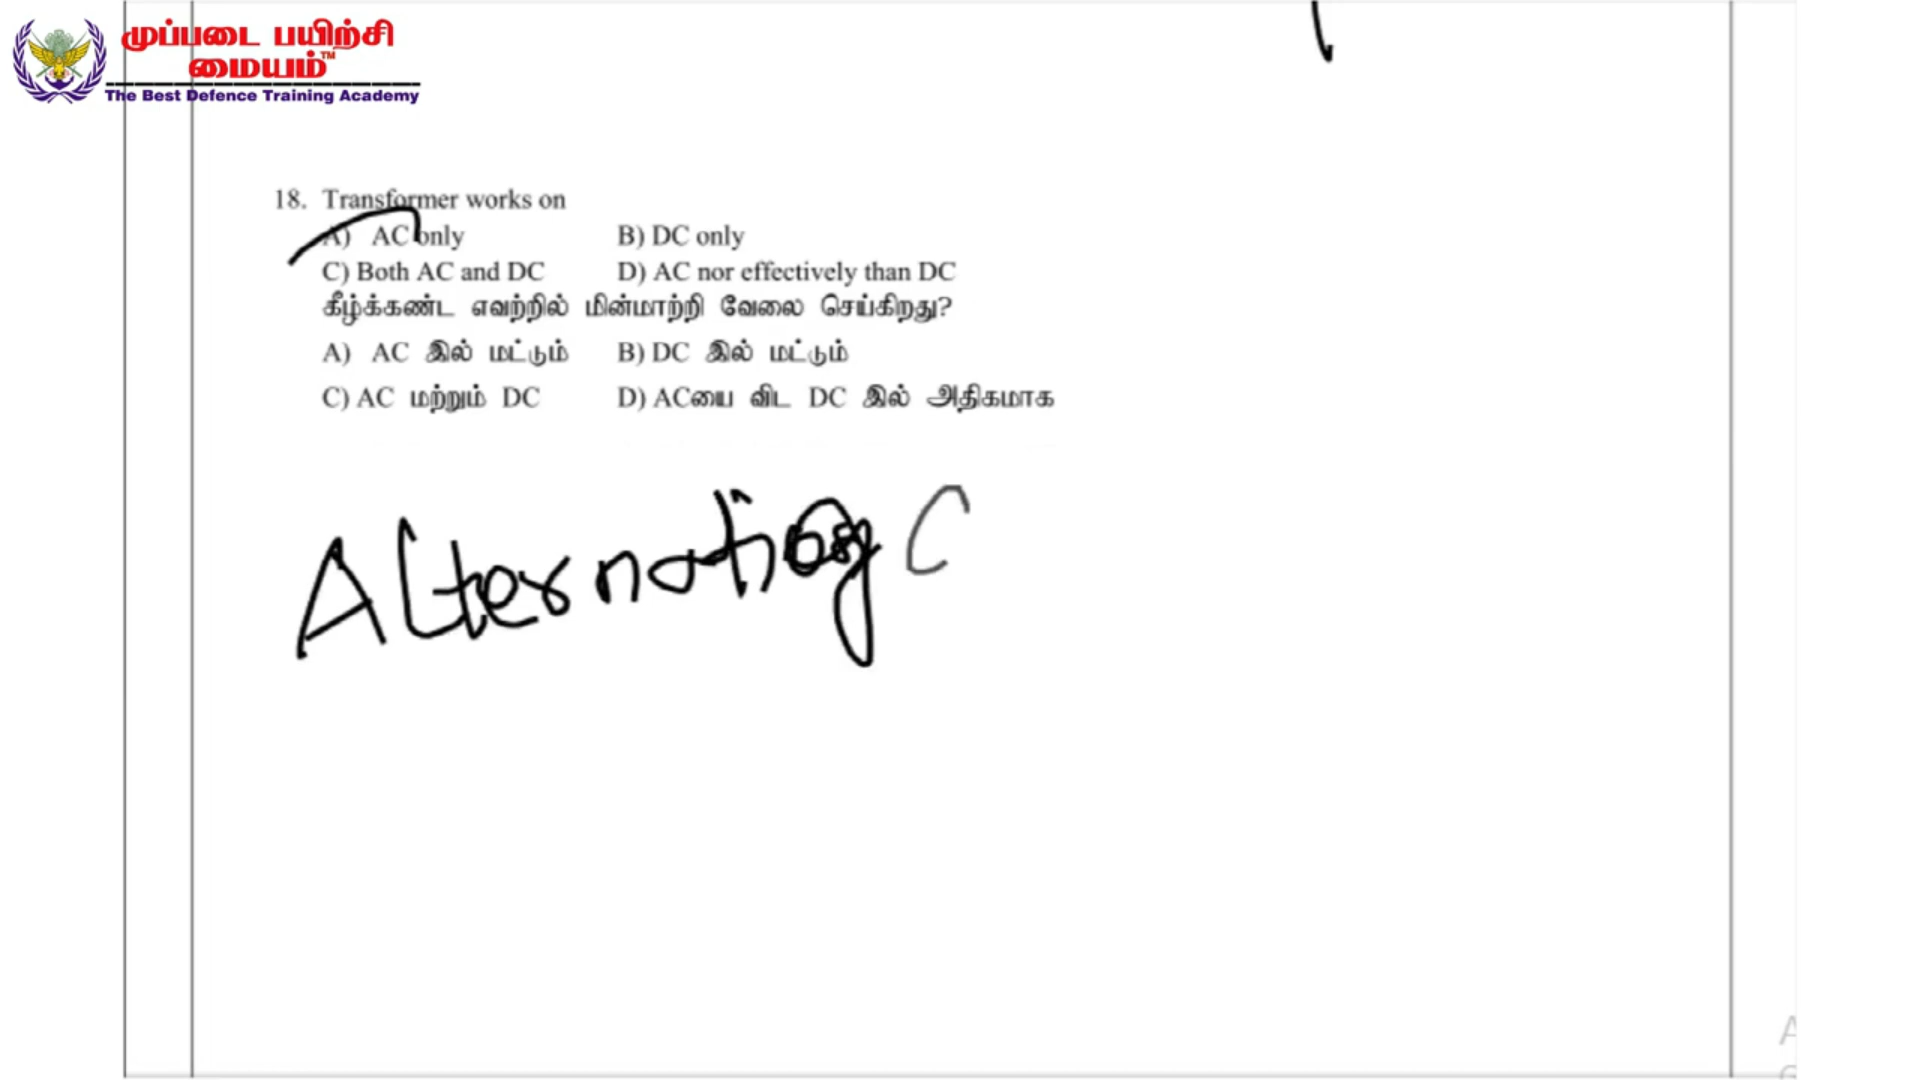 முப்படை பயிற்சி
மையம்™
The Best Defence Training Academy
18. Transformer works on
A) AC only B) DC only
C) Both AC and DC D) AC nor effectively than DC
கீழ்க்கண்ட எவற்றில் மின்மாற்றி வேலை செய்கிறது?
A) AC இல் மட்டும் B) DC இல் மட்டும்
C) AC மற்றும் DC D) ACயை விட DC இல் அதிகமாக
Alternating C